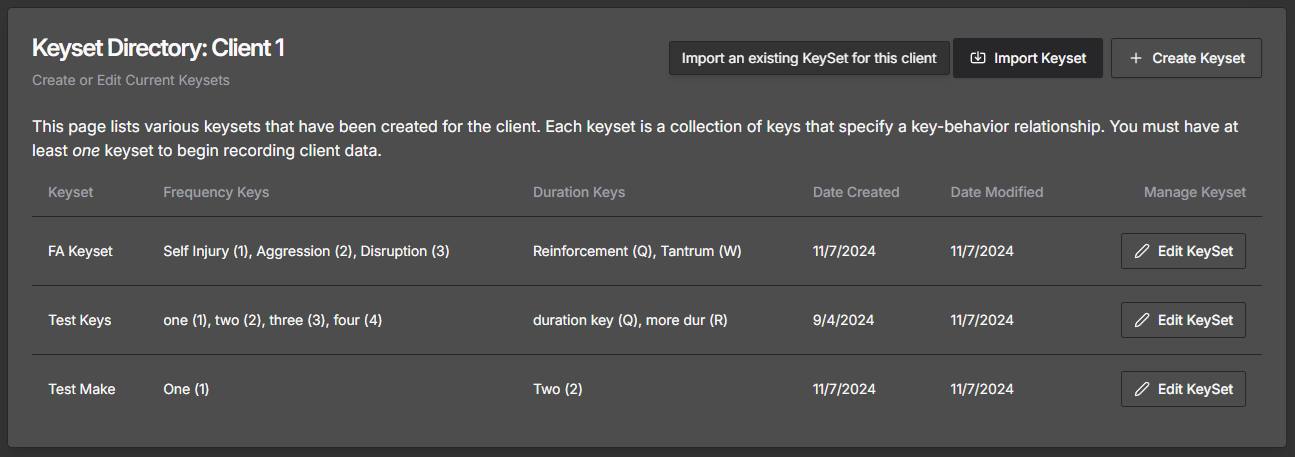 Keyset Directory: Client 1
Create or Edit Current Keysets
Import an existing KeySet for this client
Import Keyset
Create Keyset
This page lists various keysets that have been created for the client. Each keyset is a collection of keys that specify a key-behavior relationship. You must have at
least one keyset to begin recording client data.
Keyset Frequency Keys Duration Keys Date Created Date Modified Manage Keyset
FA Keyset Self Injury (1), Aggression (2), Disruption (3) Reinforcement (Q), Tantrum (W) 11/7/2024 11/7/2024 Edit KeySet
Test Keys one (1), two (2), three (3), four (4) duration key (Q), more dur (R) 9/4/2024 11/7/2024 Edit KeySet
Test Make One (1) Two (2) 11/7/2024 11/7/2024 Edit KeySet